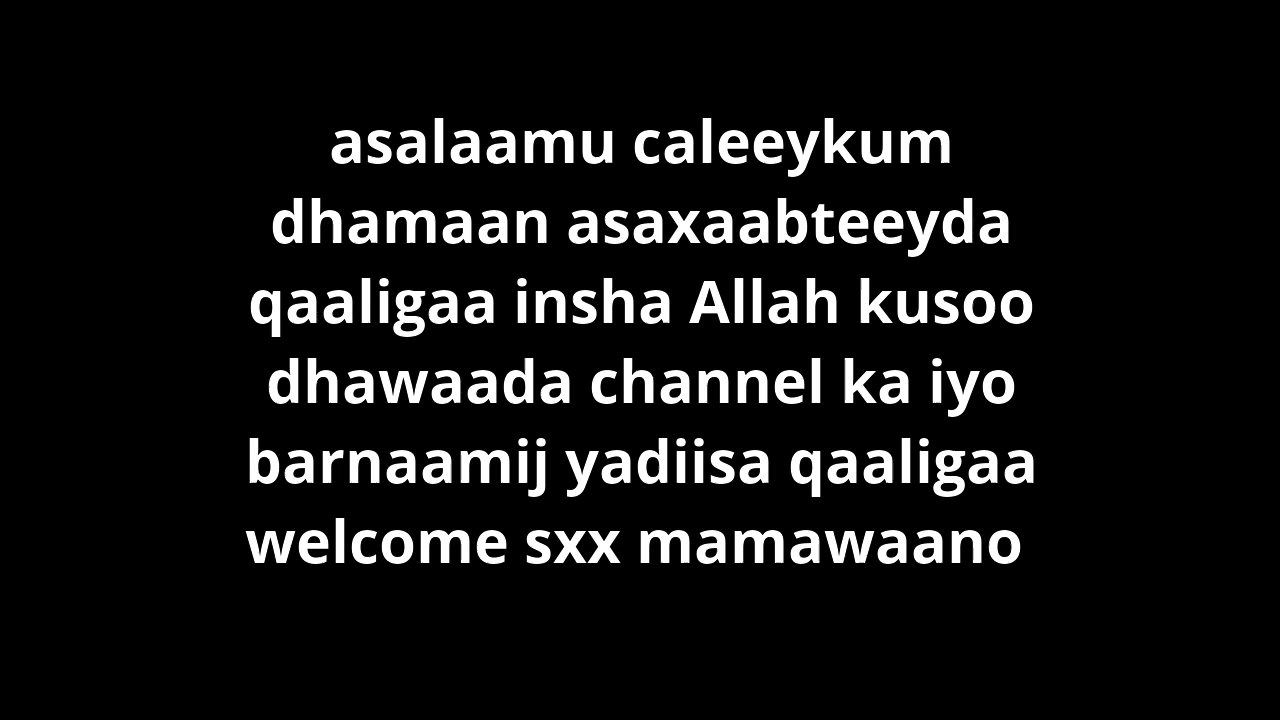 asalaamu caleeykum
dhamaan asaxaabteeyda
qaaligaa insha Allah kusoo
dhawaada channel ka iyo
barnaamij yadiisa qaaligaa
welcome sxx mamawaano